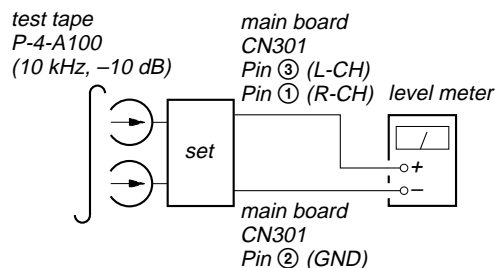 test tape
P-4-A100
(10 kHz, –10 dB)
main board
CN301
Pin ③ (L-CH)
Pin ① (R-CH)
level meter
set
+
–
main board
CN301
Pin ② (GND)